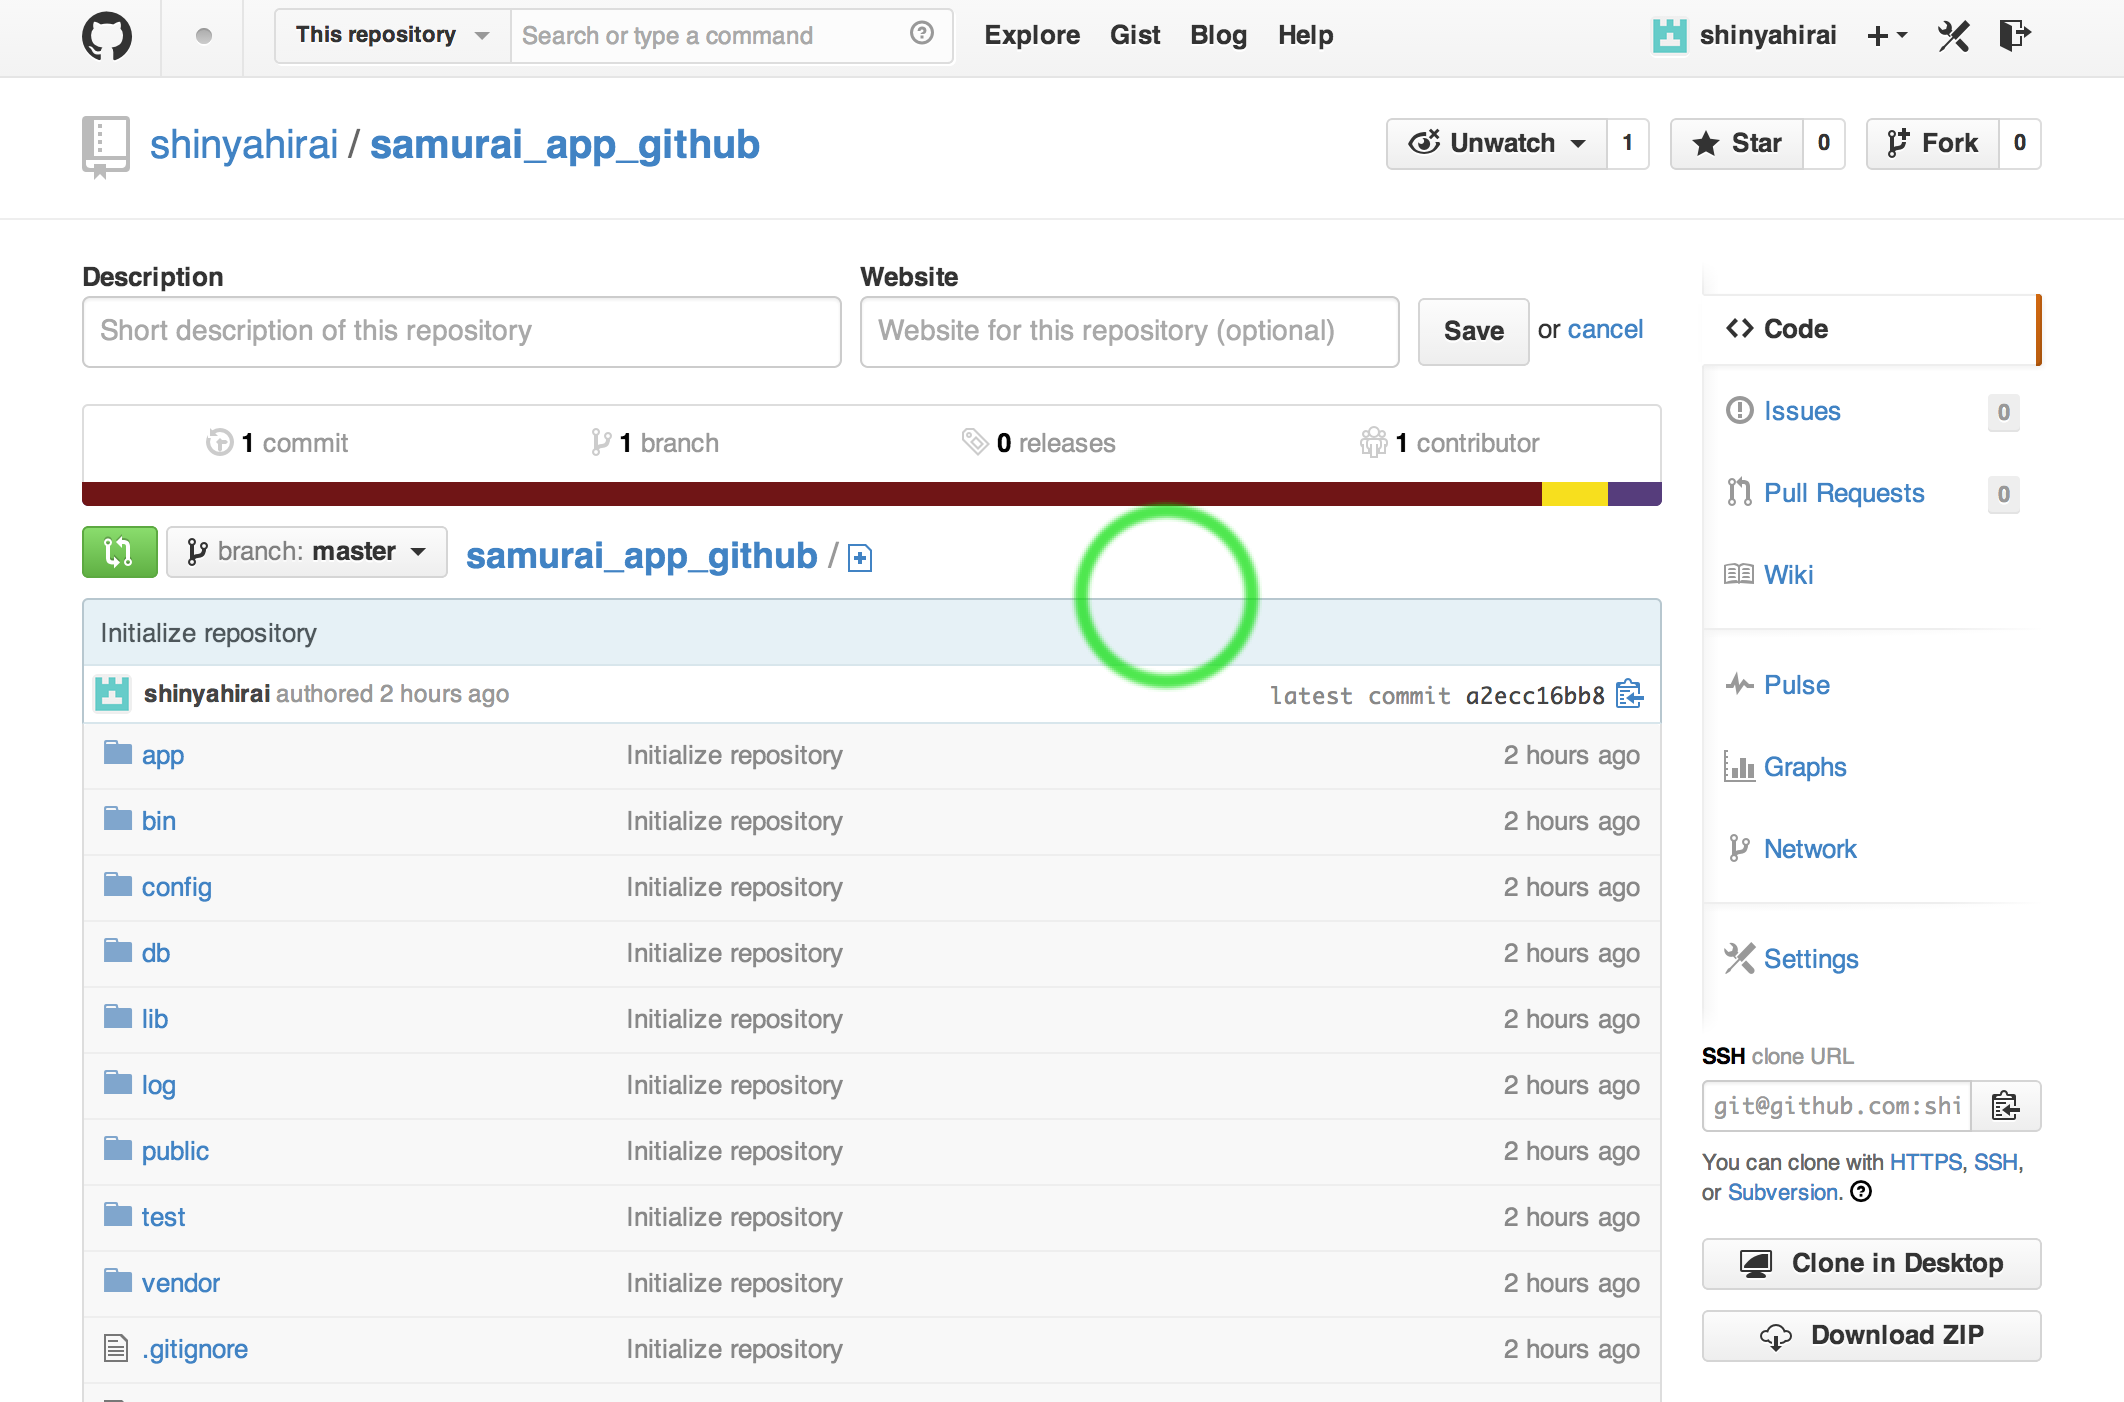 This repository Search or type a command Explore Gist Blog Help shinyahirai
shinyahirai / samurai_app_github Unwatch 1 Star 0 Fork 0
Description Website
Short description of this repository Website for this repository (optional) Save or cancel
1 commit 1 branch 0 releases 1 contributor
branch: master samurai_app_github /
Initialize repository
shinyahirai authored 2 hours ago latest commit a2ecc16bb8
app Initialize repository 2 hours ago
bin Initialize repository 2 hours ago
config Initialize repository 2 hours ago
db Initialize repository 2 hours ago
lib Initialize repository 2 hours ago
log Initialize repository 2 hours ago
public Initialize repository 2 hours ago
test Initialize repository 2 hours ago
vendor Initialize repository 2 hours ago
.gitignore Initialize repository 2 hours ago
Code
Issues 0
Pull Requests 0
Wiki
Pulse
Graphs
Network
Settings
SSH clone URL
git@github.com:shi
You can clone with HTTPS, SSH,
or Subversion.
Clone in Desktop
Download ZIP